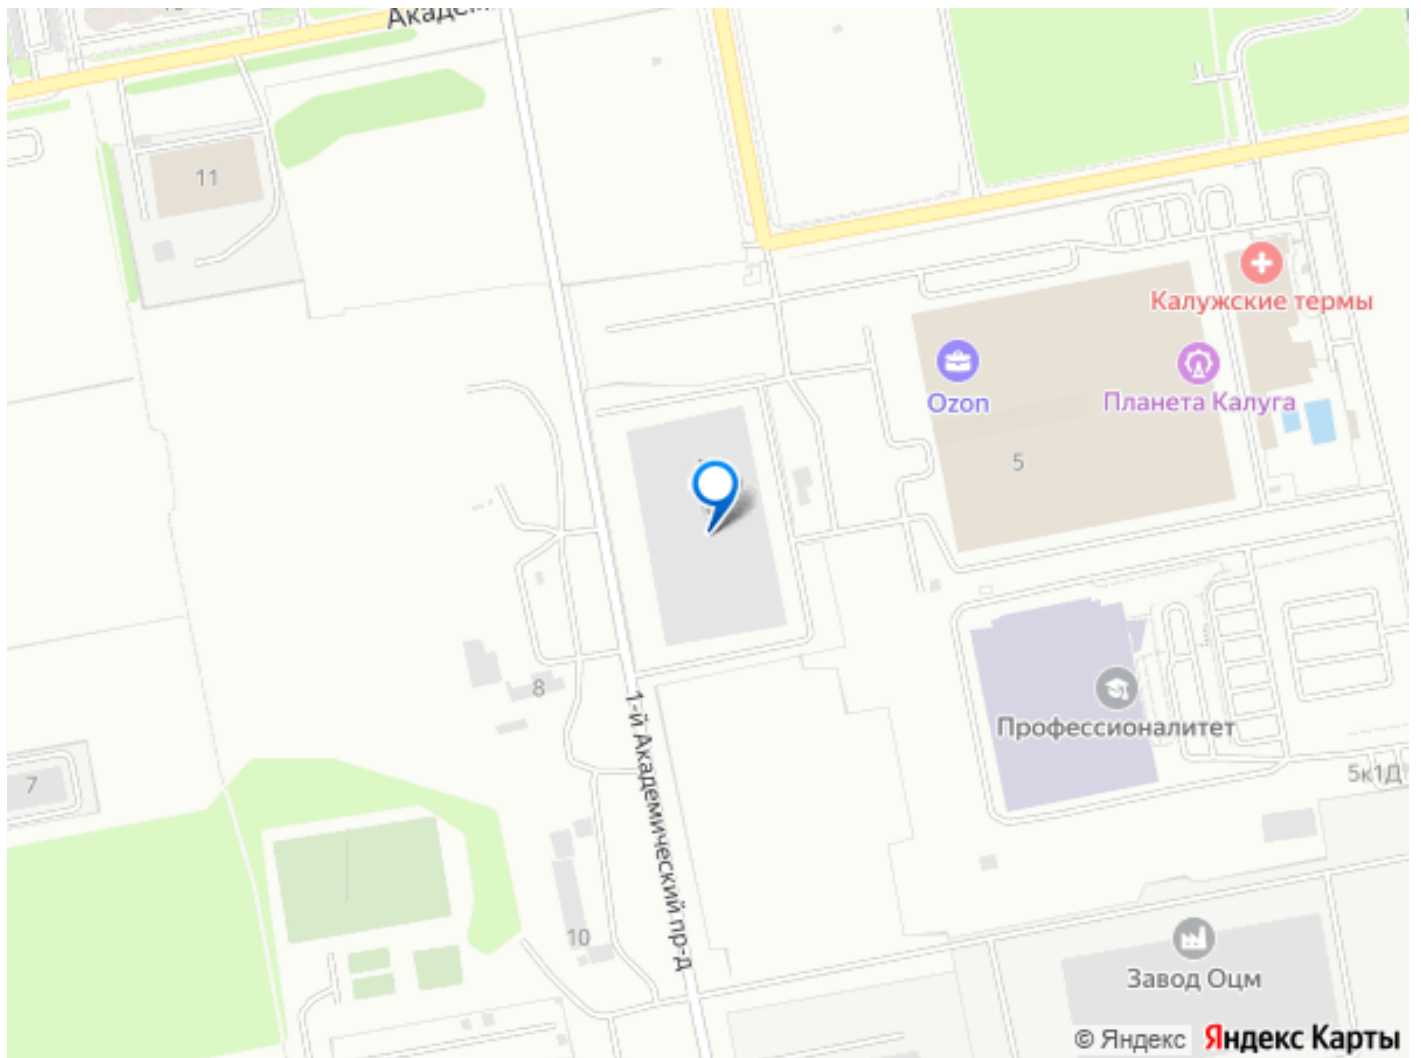 11
Калужские термы
Ozon
Планета Калуга
5
8
1-й Академический пр-д
Профессионалитет
7
5к1Д
10
Завод Оцм
© Яндекс Яндекс Карты